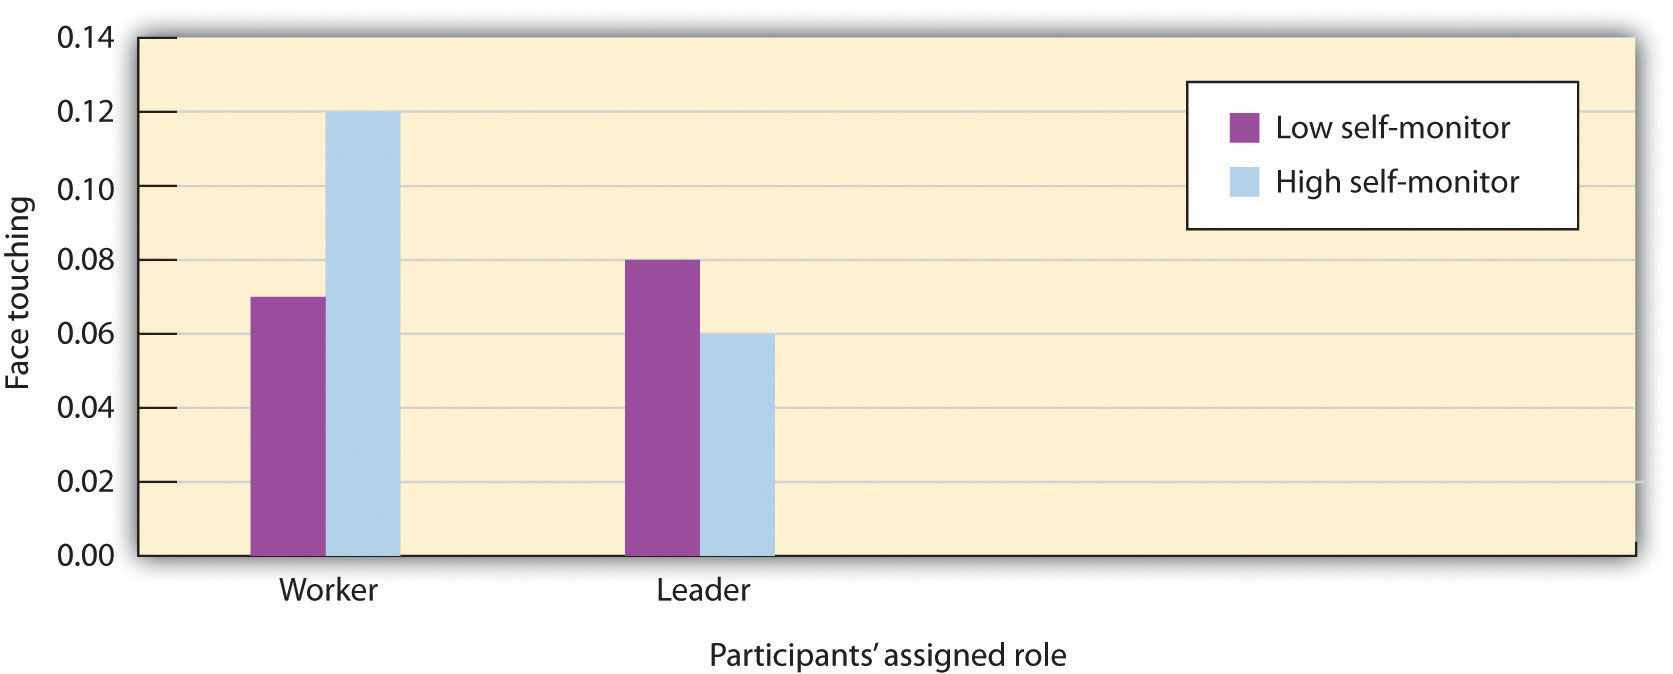 0.14
0.12
0.10
0.08
0.06
0.04
0.02
0.00
Face touching
Low self-monitor
High self-monitor
Worker
Leader
Participants’ assigned role